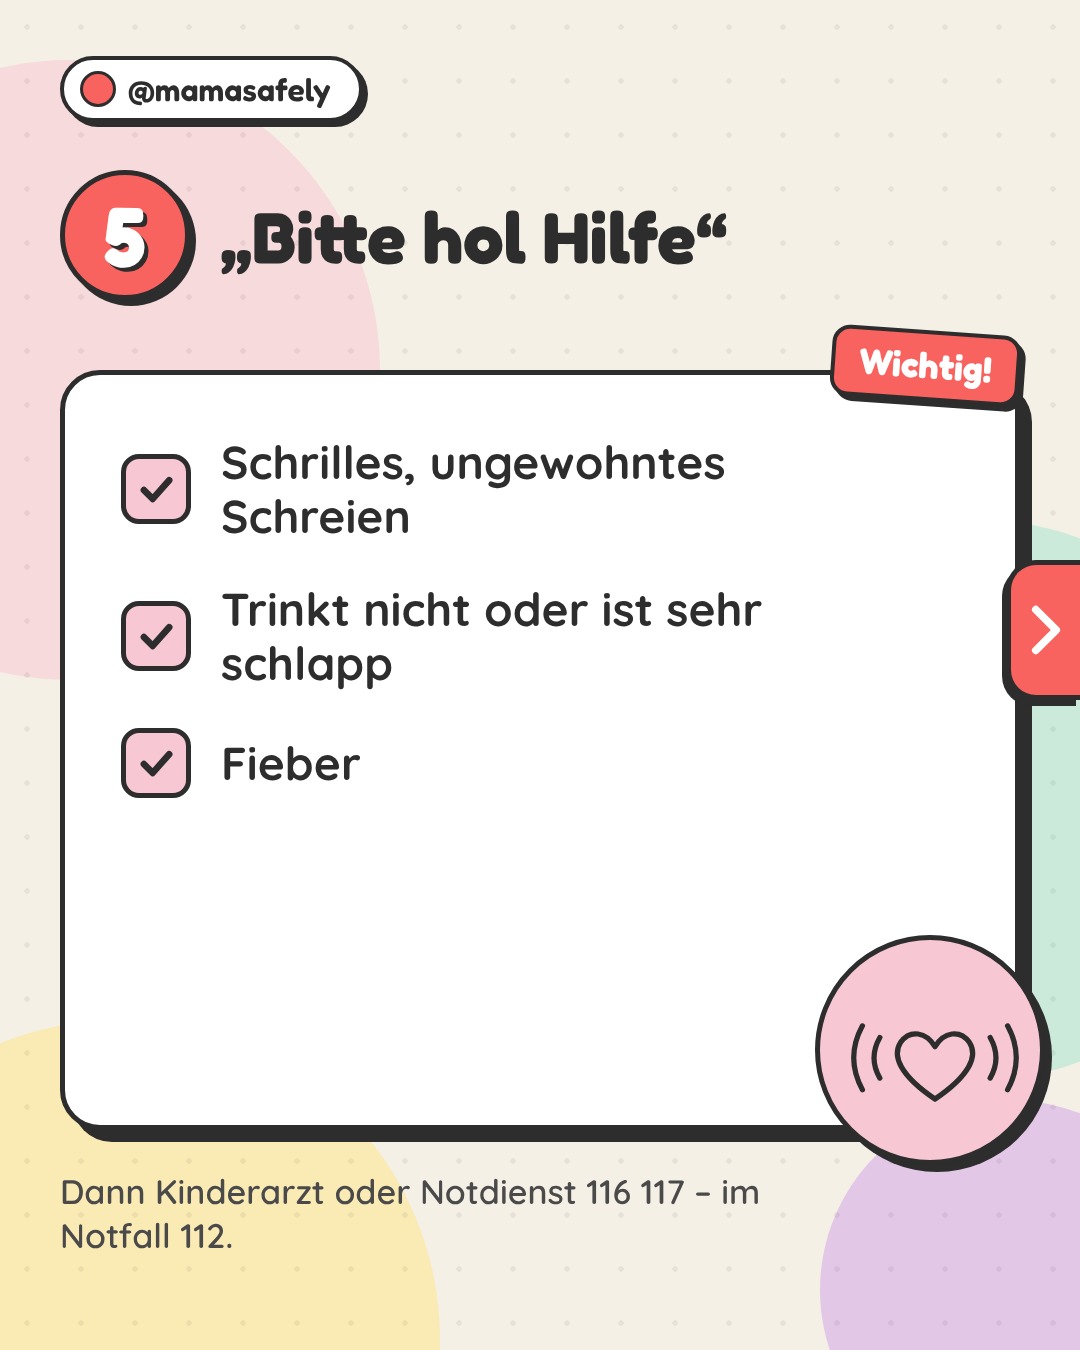 @mamasafely
5
„Bitte hol Hilfe“
Wichtig!
Schrilles, ungewohntes
Schreien
Trinkt nicht oder ist sehr
schlapp
Fieber
Dann Kinderarzt oder Notdienst 116 117 – im
Notfall 112.